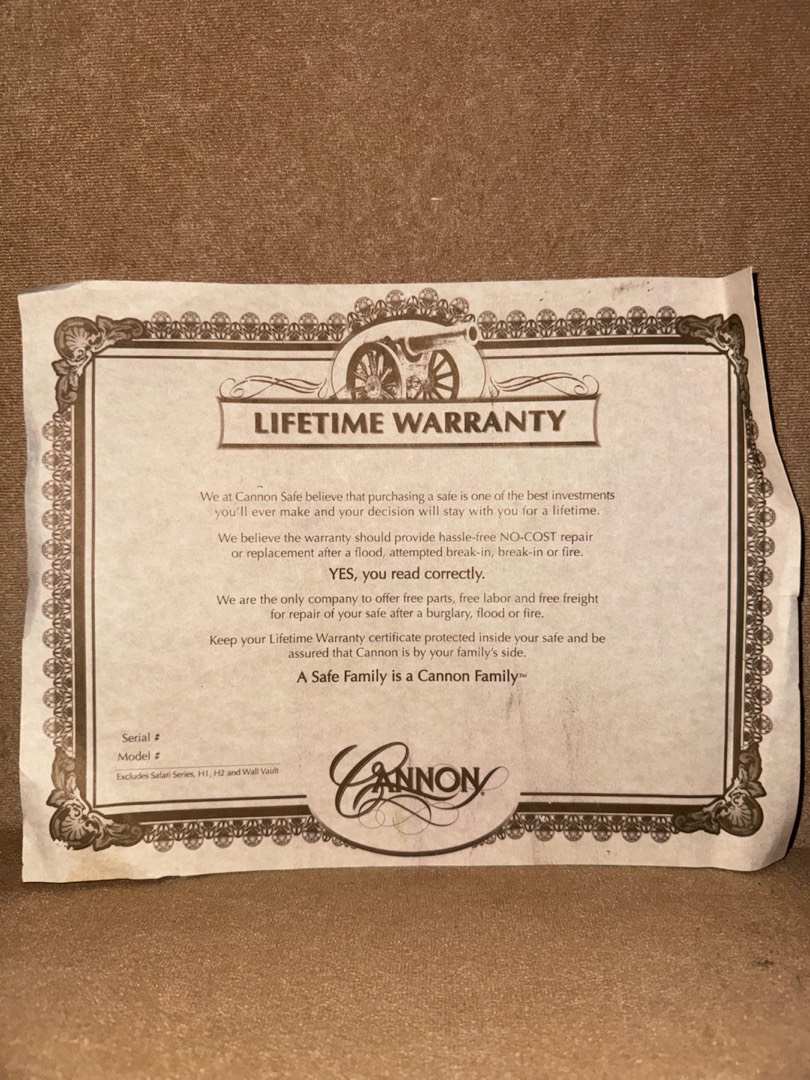 LIFETIME WARRANTY
We at Cannon Safe believe that purchasing a safe is one of the best investments
you'll ever make and your decision will stay with you for a lifetime.
We believe the warranty should provide hassle-free NO-COST repair
or replacement after a flood, attempted break-in, break-in or fire.
YES, you read correctly.
We are the only company to offer free parts, free labor and free freight
for repair of your safe after a burglary, flood or fire.
Keep your Lifetime Warranty certificate protected inside your safe and be
assured that Cannon is by your family's side.
A Safe Family is a Cannon Family™
Serial #
Model #
Excludes Safari Series, H1, H2 and Wall Vault
CANNON